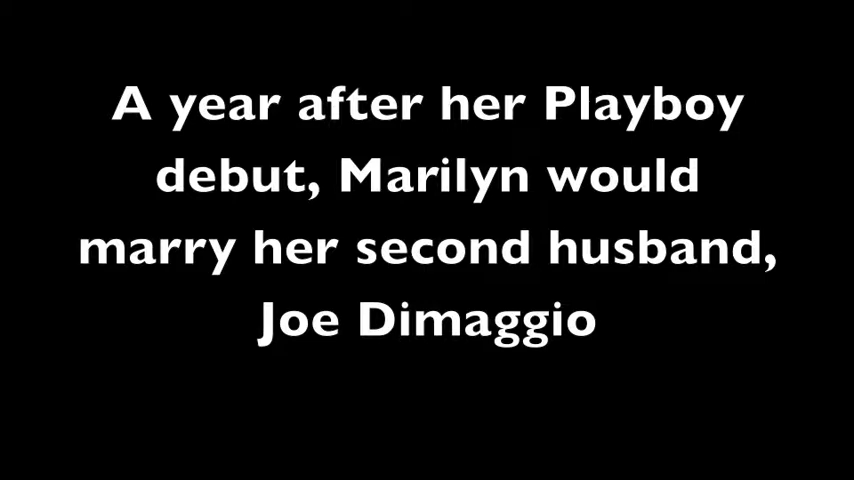 A year after her Playboy
debut, Marilyn would
marry her second husband,
Joe Dimaggio